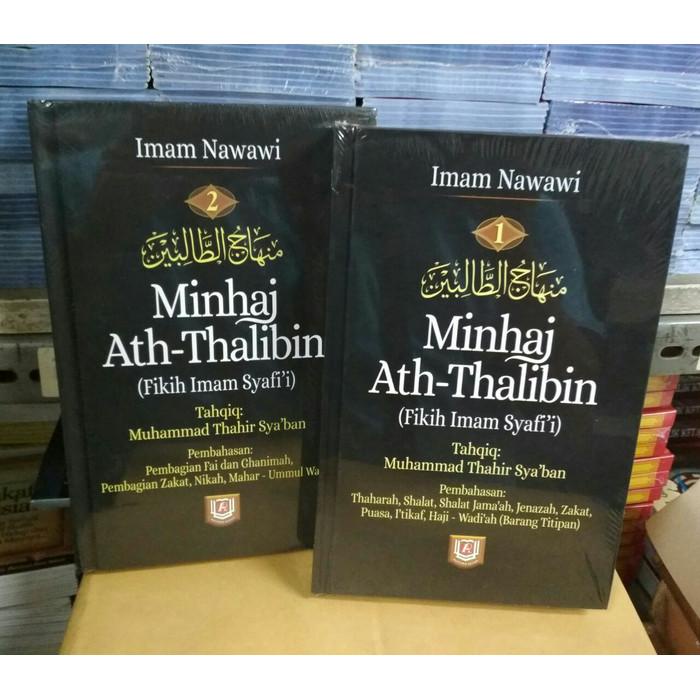 Imam Nawawi
2
منهاج الطالبين
Minhaj
Ath-Thalibin
(Fikih Imam Syafi'i)
Tahqiq:
Muhammad Thahir Sya'ban
Pembahasan:
Pembagian Fai dan Ghanimah,
Pembagian Zakat, Nikah, Mahar - Ummul Wa
Imam Nawawi
1
منهاج الطالبين
Minhaj
Ath-Thalibin
(Fikih Imam Syafi'i)
Tahqiq:
Muhammad Thahir Sya'ban
Pembahasan:
Thaharah, Shalat, Shalat Jama'ah, Jenazah, Zakat,
Puasa, I'tikaf, Haji - Wadi'ah (Barang Titipan)